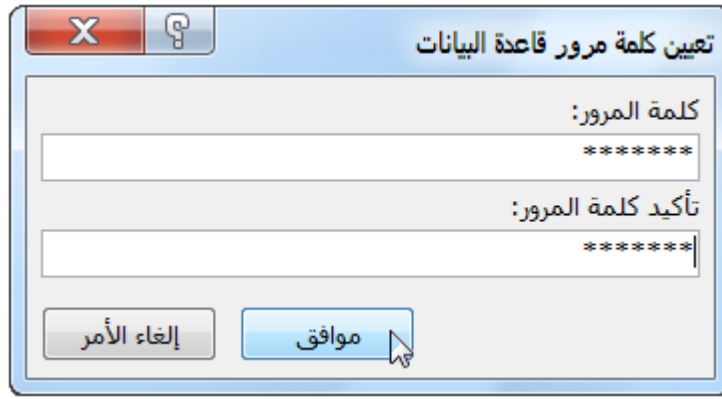 تعيين كلمة مرور قاعدة البيانات
كلمة المرور:
*******
تأكيد كلمة المرور:
*******
موافق
إلغاء الأمر